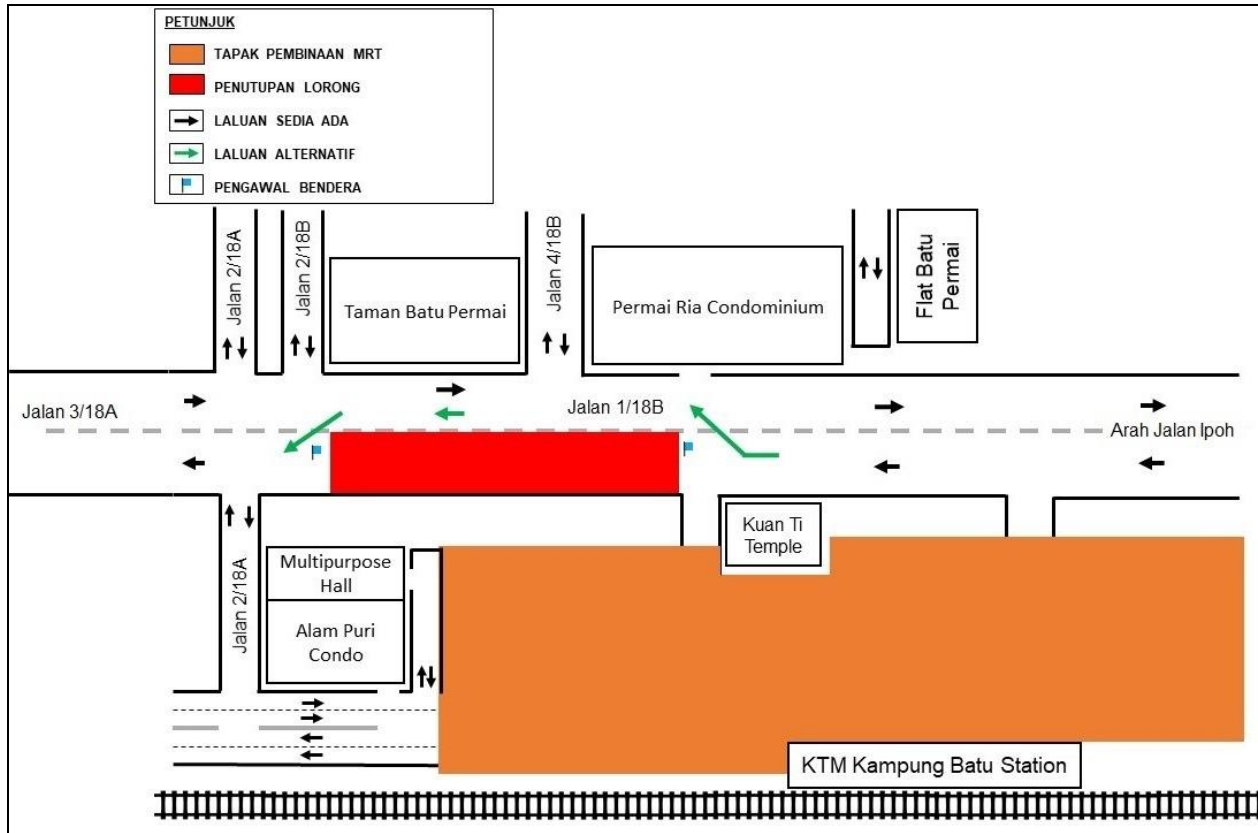 PETUNJUK
TAPAK PEMBINAAN MRT
PENUTUPAN LORONG
LALUAN SEDIA ADA
LALUAN ALTERNATIF
PENGAWAL BENDERA
Jalan 2/18A
Jalan 2/18B
Taman Batu Permai
Jalan 4/18B
Permai Ria Condominium
Flat Batu
Permai
Jalan 3/18A
Jalan 1/18B
Arah Jalan Ipoh
Jalan 2/18A
Multipurpose
Hall
Alam Puri
Condo
Kuan Ti
Temple
KTM Kampung Batu Station